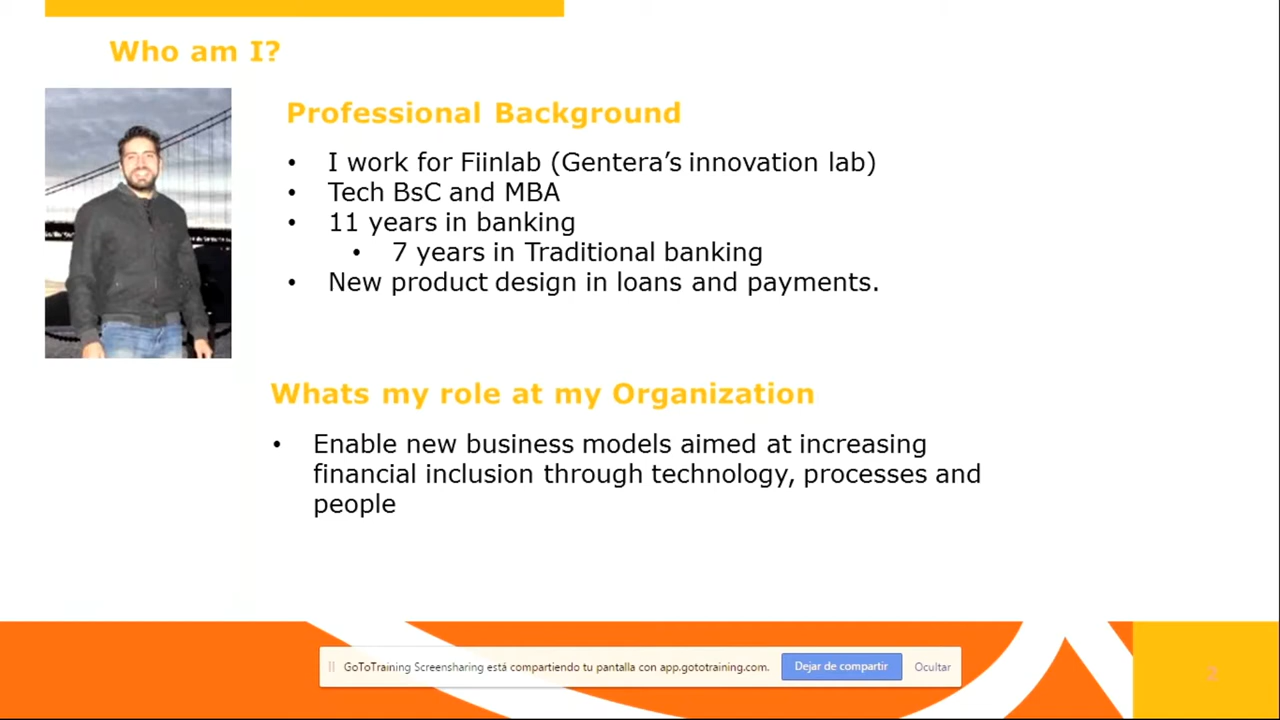 Who am I?
Professional Background
• I work for Fiinlab (Gentera’s innovation lab)
• Tech BsC and MBA
• 11 years in banking
• 7 years in Traditional banking
• New product design in loans and payments.
Whats my role at my Organization
• Enable new business models aimed at increasing
financial inclusion through technology, processes and
people
GoToTraining Screensharing está compartiendo tu pantalla con app.gototraining.com. Dejar de compartir Ocultar
2